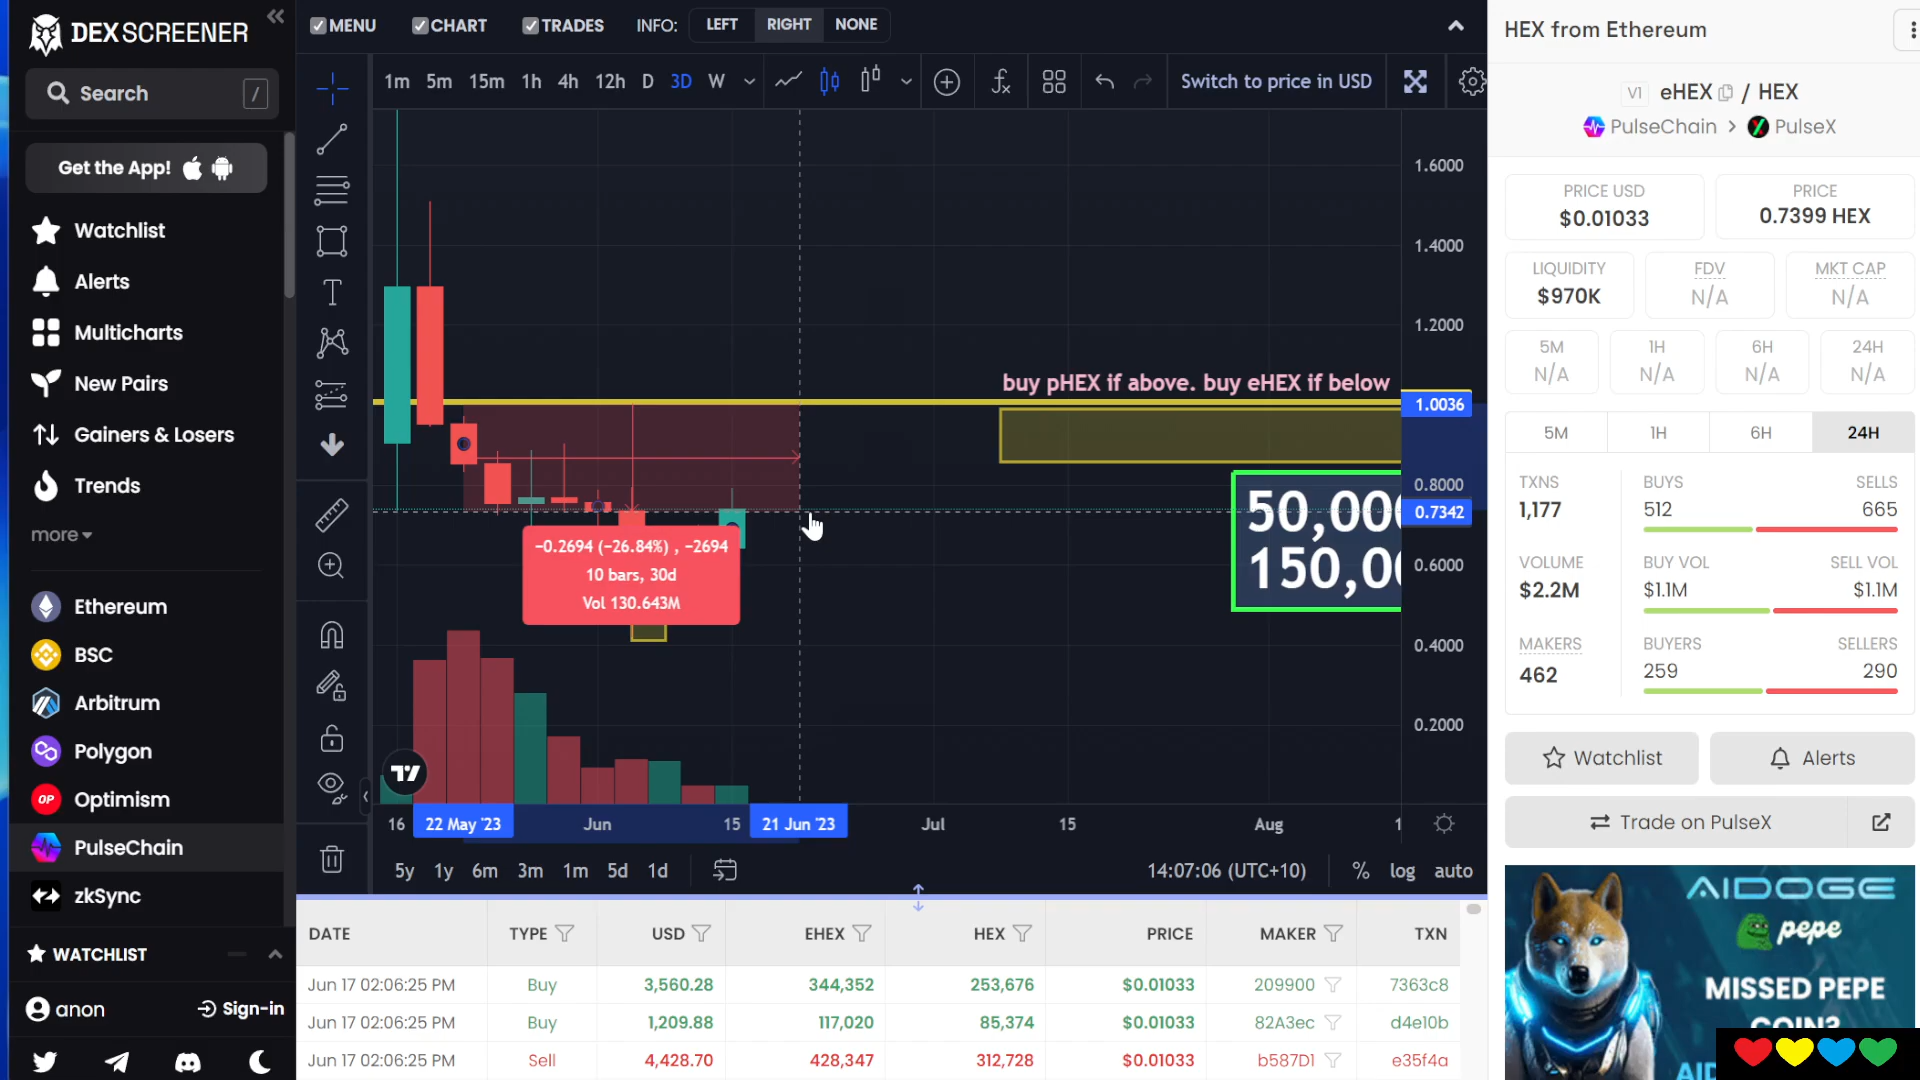 DEX SCREENER
Search /
Get the App!
Watchlist
Alerts
Multicharts
New Pairs
Gainers & Losers
Trends
more
Ethereum
BSC
Arbitrum
Polygon
OP Optimism
PulseChain
zkSync
WATCHLIST
anon Sign-in
MENU CHART TRADES INFO: LEFT RIGHT NONE
1m 5m 15m 1h 4h 12h D 3D W Switch to price in USD
1.6000
1.4000
1.2000
buy pHEX if above. buy eHEX if below
1.0036
0.8000
0.7342
0.6000
0.4000
0.2000
50,00
150,0
−0.2694 (−26.84%) , −2694
10 bars, 30d
Vol 130.643M
16 22 May '23 Jun 15 21 Jun '23 Jul 15 Aug 1
5y 1y 6m 3m 1m 5d 1d 14:07:06 (UTC+10) % log auto
DATE TYPE USD EHEX HEX PRICE MAKER TXN
Jun 17 02:06:25 PM Buy 3,560.28 344,352 253,676 $0.01033 209900 7363c8
Jun 17 02:06:25 PM Buy 1,209.88 117,020 85,374 $0.01033 82A3ec d4e10b
Jun 17 02:06:25 PM Sell 4,428.70 428,347 312,728 $0.01033 b587D1 e35f4a
HEX from Ethereum
V1 eHEX / HEX
PulseChain > PulseX
PRICE USD PRICE
$0.01033 0.7399 HEX
LIQUIDITY FDV MKT CAP
$970K N/A N/A
5M 1H 6H 24H
N/A N/A N/A N/A
5M 1H 6H 24H
TXNS BUYS SELLS
1,177 512 665
VOLUME BUY VOL SELL VOL
$2.2M $1.1M $1.1M
MAKERS BUYERS SELLERS
462 259 290
Watchlist Alerts
Trade on PulseX
AIDOGE
pepe
MISSED PEPE
COIN?